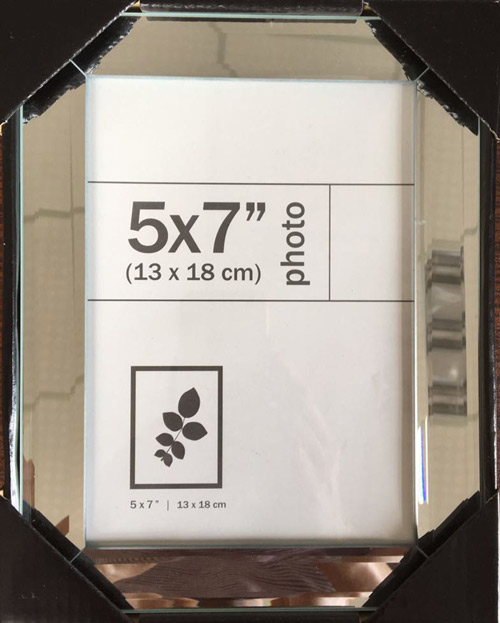 5x7”
(13 x 18 cm)
photo
5 x 7 " | 13 x 18 cm